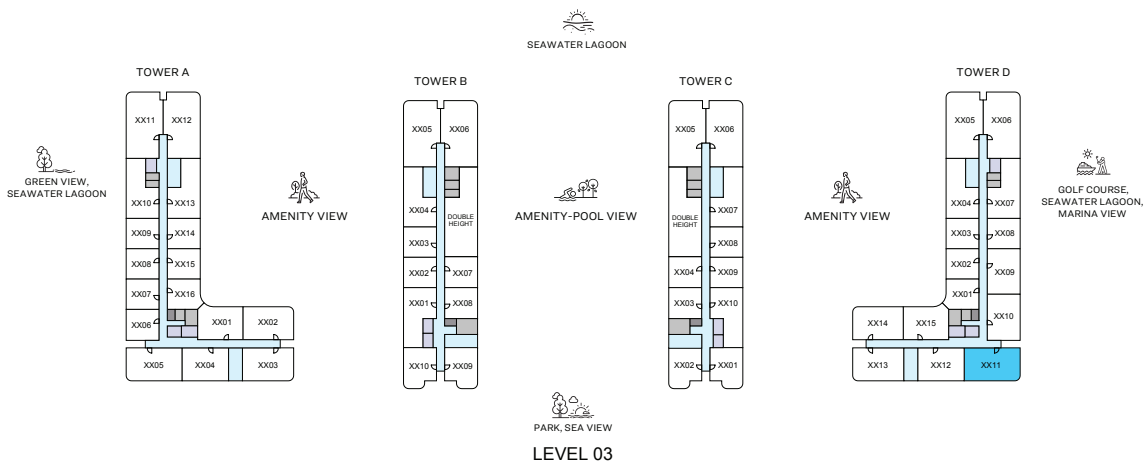 SEAWATER LAGOON
TOWER A
TOWER B
TOWER C
TOWER D
XX11
XX12
XX10
XX13
XX09
XX14
XX08
XX15
XX07
XX16
XX06
XX01
XX02
XX05
XX04
XX03
XX05
XX06
XX04
DOUBLE
HEIGHT
XX03
XX02
XX07
XX01
XX08
XX10
XX09
XX05
XX06
XX07
DOUBLE
HEIGHT
XX08
XX04
XX09
XX03
XX10
XX02
XX01
XX05
XX06
XX04
XX07
XX03
XX08
XX02
XX09
XX01
XX10
XX14
XX15
XX13
XX12
XX11
GREEN VIEW,
SEAWATER LAGOON
AMENITY VIEW
AMENITY-POOL VIEW
AMENITY VIEW
GOLF COURSE,
SEAWATER LAGOON,
MARINA VIEW
PARK, SEA VIEW
LEVEL 03